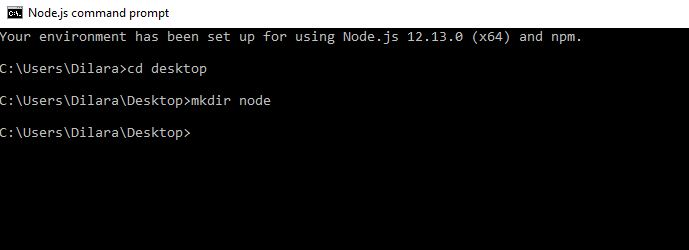 Node.js command prompt
Your environment has been set up for using Node.js 12.13.0 (x64) and npm.
C:\Users\Dilara>cd desktop
C:\Users\Dilara\Desktop>mkdir node
C:\Users\Dilara\Desktop>